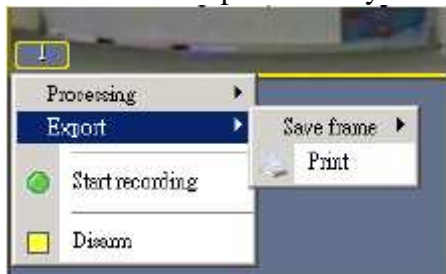 1
Processing
Export
Save frame
Print
Start recording
Disarm